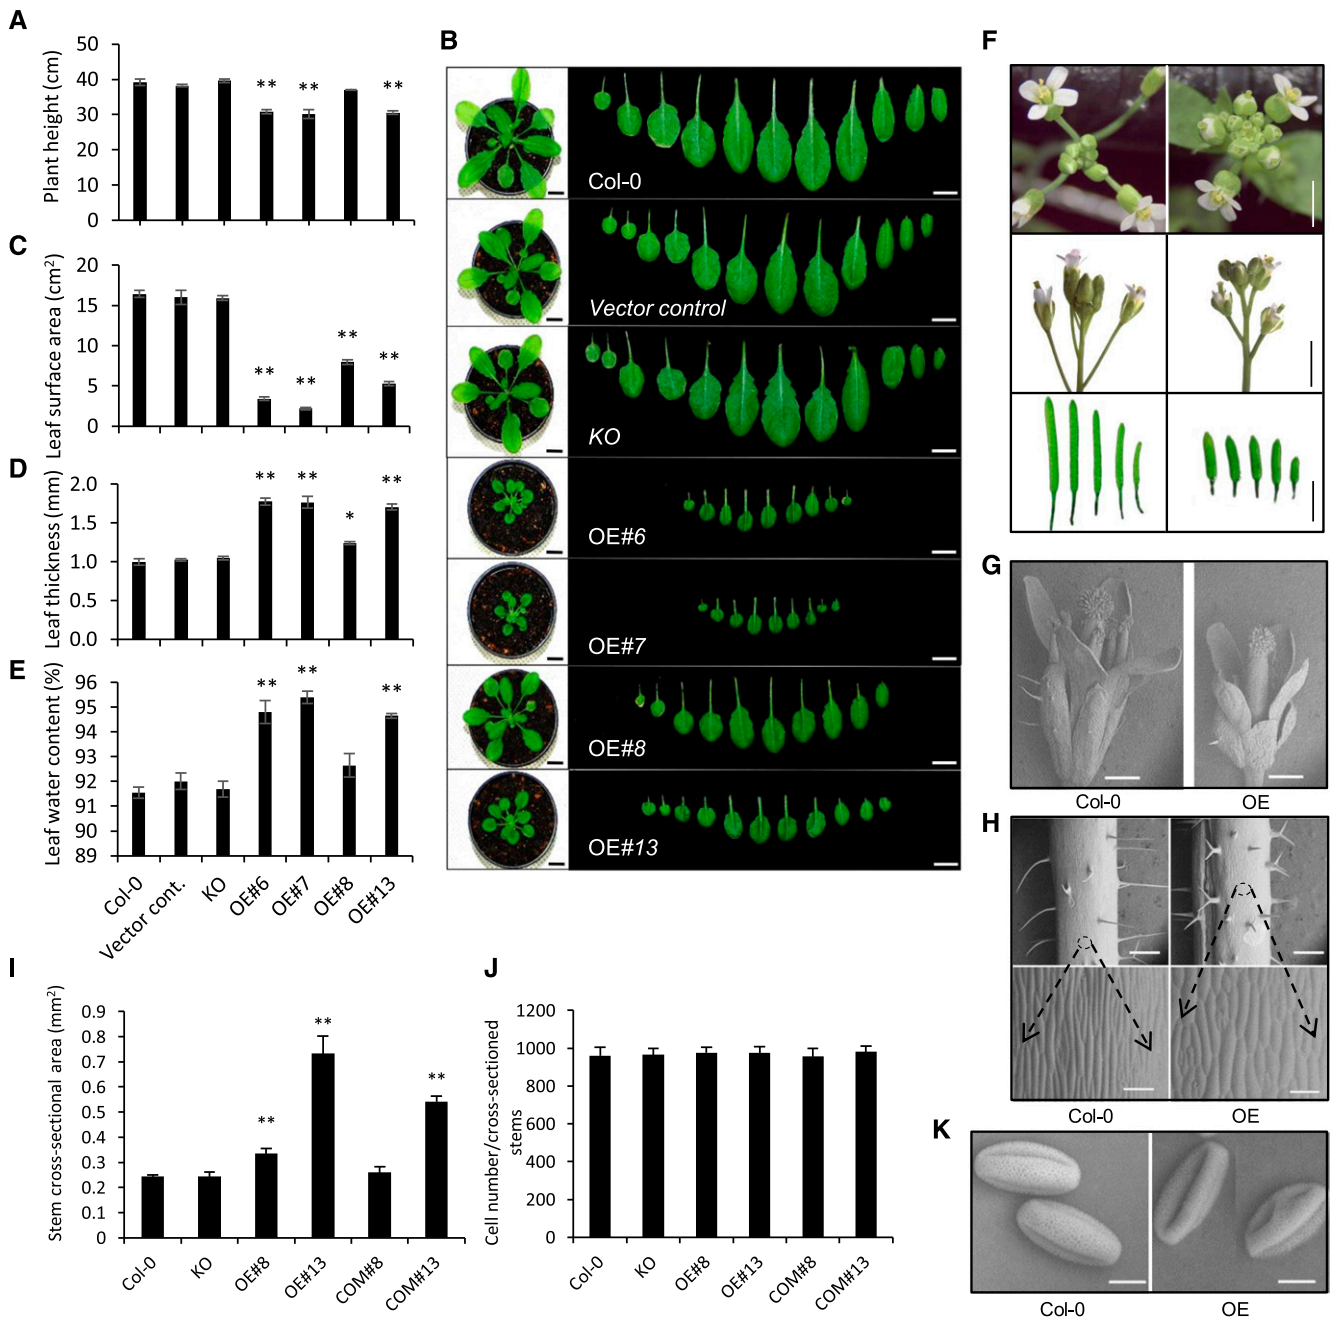 A
Plant height (cm)
50
40
30
20
10
0
** ** **
C
Leaf surface area (cm²)
20
15
10
5
0
** ** ** **
D
Leaf thickness (mm)
2.0
1.5
1.0
0.5
0.0
** ** * **
E
Leaf water content (%)
96
95
94
93
92
91
90
89
** ** **
Col-0
Vector cont.
KO
OE#6
OE#7
OE#8
OE#13
B
Col-0
Vector control
KO
OE#6
OE#7
OE#8
OE#13
F
G
Col-0 OE
H
Col-0 OE
I
Stem cross-sectional area (mm²)
0.9
0.8
0.7
0.6
0.5
0.4
0.3
0.2
0.1
0
** ** **
Col-0
KO
OE#8
OE#13
COM#8
COM#13
J
Cell number/cross-sectioned
stems
1200
1000
800
600
400
200
0
Col-0
KO
OE#8
OE#13
COM#8
COM#13
K
Col-0 OE